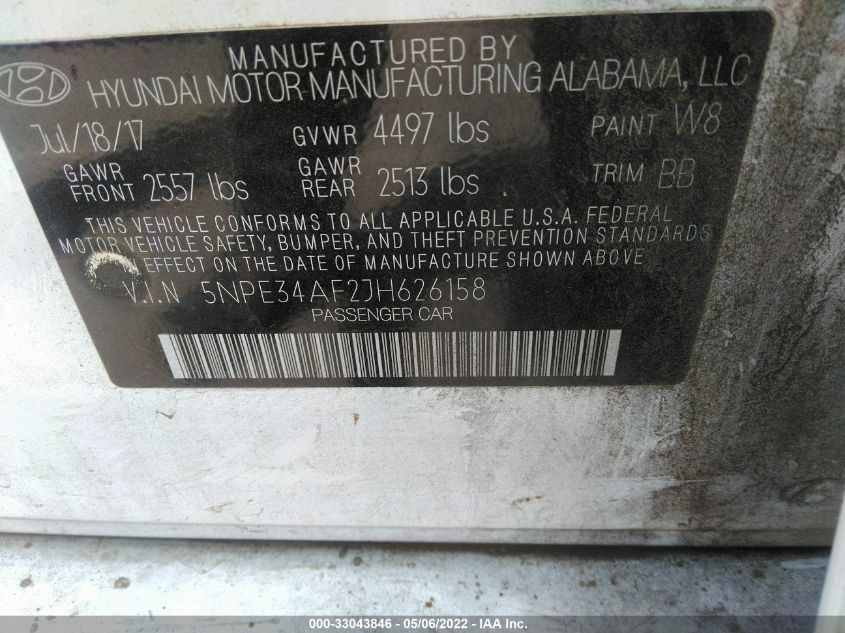 MANUFACTURED BY
HYUNDAI MOTOR MANUFACTURING ALABAMA, LLC
Jul/18/17 GVWR 4497 lbs PAINT W8
GAWR FRONT 2557 lbs GAWR REAR 2513 lbs TRIM BB
THIS VEHICLE CONFORMS TO ALL APPLICABLE U.S.A. FEDERAL
MOTOR VEHICLE SAFETY, BUMPER, AND THEFT PREVENTION STANDARDS
EFFECT ON THE DATE OF MANUFACTURE SHOWN ABOVE
V.I.N 5NPE34AF2JH626158
PASSENGER CAR
000-33043846 - 05/06/2022 - IAA Inc.